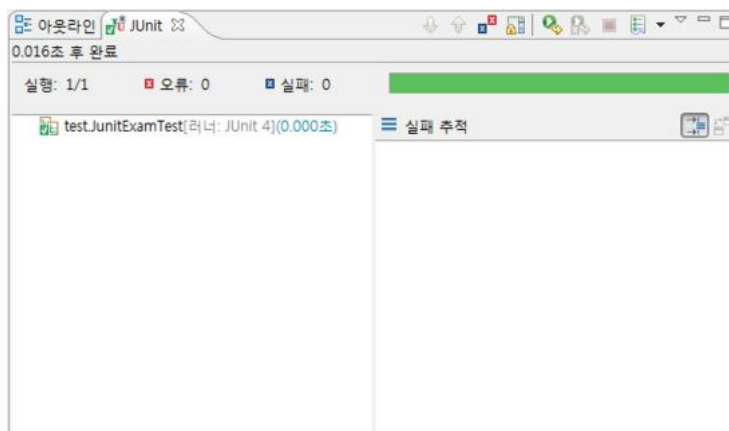 아웃라인 JUnit
0.016초 후 완료
실행: 1/1 오류: 0 실패: 0
test.JunitExamTest[러너: JUnit 4](0.000초)
실패 추적